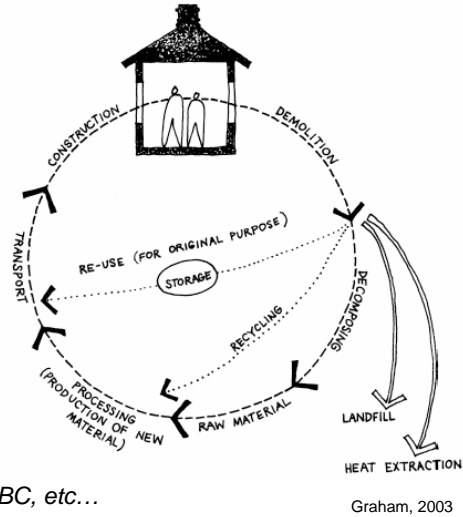 CONSTRUCTION
DEMOLITION
RE-USE (FOR ORIGINAL PURPOSE)
STORAGE
TRANSPORT
DECOMPOSING
RECYCLING
PROCESSING
(PRODUCTION OF NEW
MATERIAL)
RAW MATERIAL
LANDFILL
HEAT EXTRACTION
BC, etc…
Graham, 2003